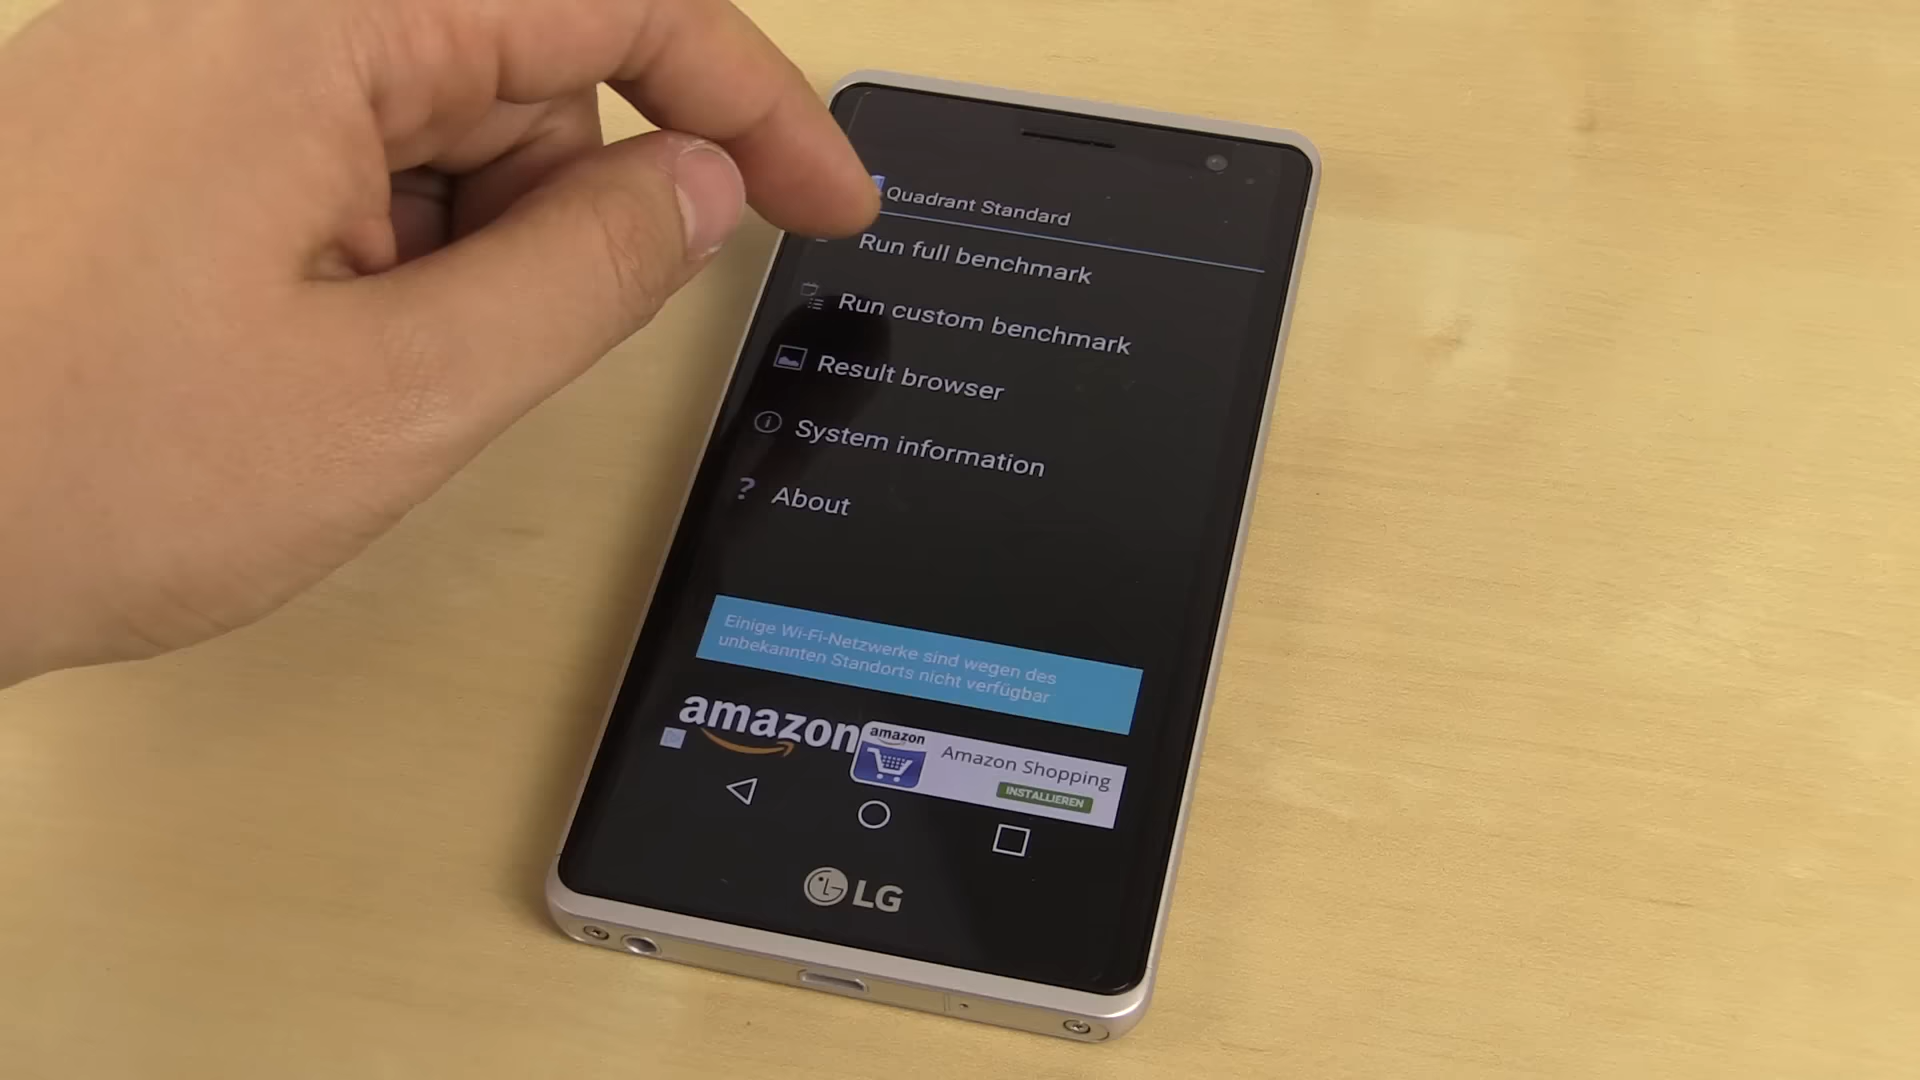 Quadrant Standard
Run full benchmark
Run custom benchmark
Result browser
System information
? About
Einige Wi-Fi-Netzwerke sind wegen des
unbekannten Standorts nicht verfügbar
amazon
amazon
Amazon Shopping
INSTALLIEREN
LG